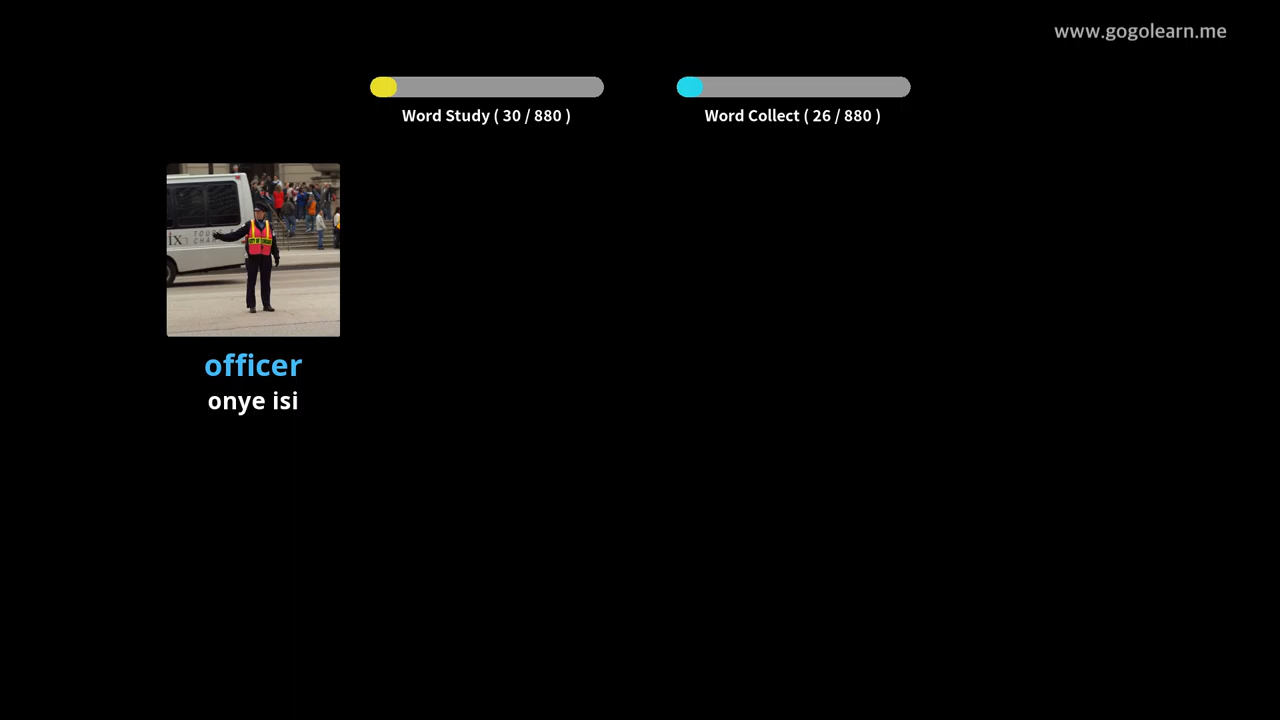 www.gogolearn.me
Word Study ( 30 / 880 )
Word Collect ( 26 / 880 )
officer
onye isi